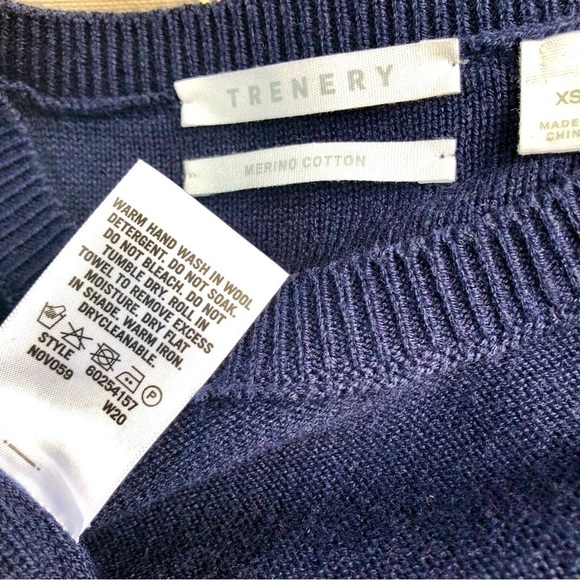 TRENERY
MERINO COTTON
XS
MADE
CHIN
WARM HAND WASH IN WOOL
DETERGENT. DO NOT SOAK.
DO NOT BLEACH. DO NOT
TUMBLE DRY. ROLL IN
TOWEL TO REMOVE EXCESS
MOISTURE. DRY FLAT
IN SHADE. WARM IRON.
DRYCLEANABLE.
P
STYLE 60254157
NOV059 W20